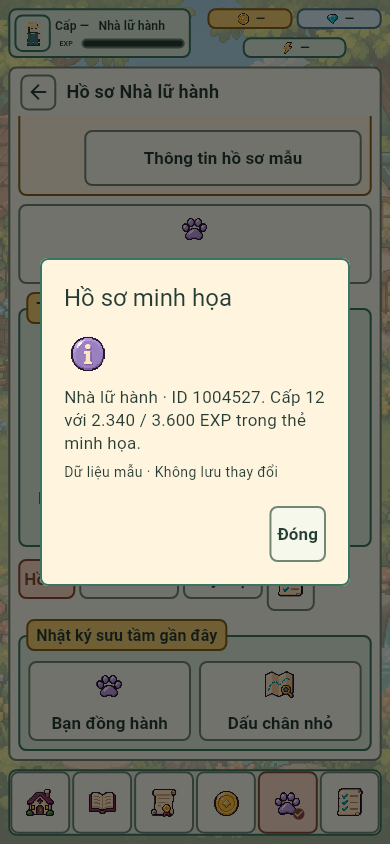 Cấp — Nhà lữ hành
EXP
—
—
—
Hồ sơ Nhà lữ hành
Thông tin hồ sơ mẫu
Hồ sơ minh họa
Nhà lữ hành · ID 1004527. Cấp 12
với 2.340 / 3.600 EXP trong thẻ
minh họa.
Dữ liệu mẫu · Không lưu thay đổi
Đóng
Nhật ký sưu tầm gần đây
Bạn đồng hành
Dấu chân nhỏ